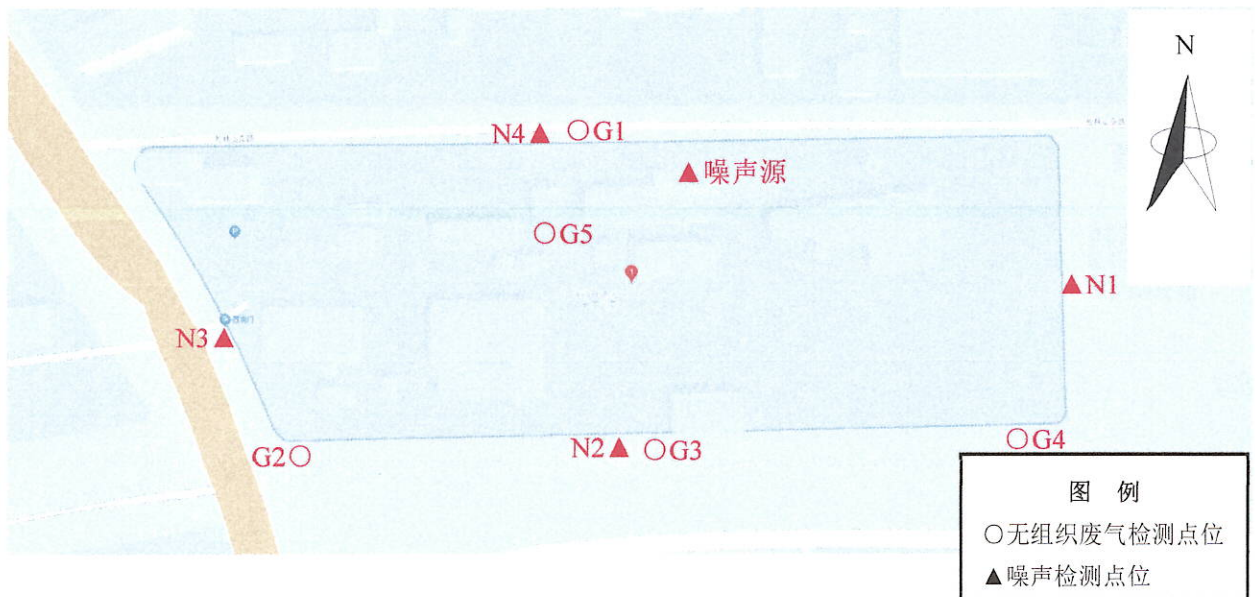 N
N4▲ ○G1
▲噪声源
○G5
P
▲N1
N3▲
G2○
N2▲ ○G3
○G4
图 例
○无组织废气检测点位
▲噪声检测点位